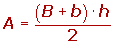 A = (B + b) · h / 2